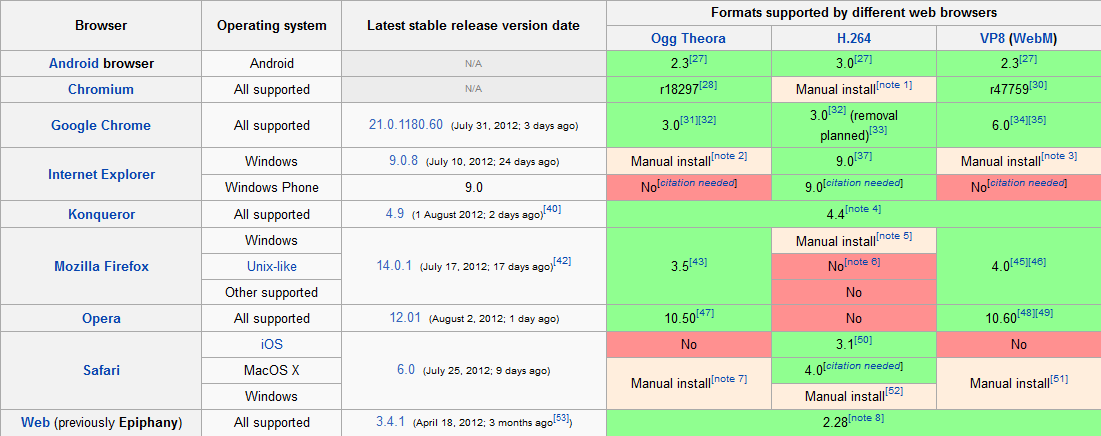 Browser Operating system Latest stable release version date Formats supported by different web browsers
Ogg Theora H.264 VP8 (WebM)
Android browser Android N/A 2.3[27] 3.0[27] 2.3[27]
Chromium All supported N/A r18297[28] Manual install[note 1] r47759[30]
Google Chrome All supported 21.0.1180.60 (July 31, 2012; 3 days ago) 3.0[31][32] 3.0[32] (removal
planned)[33] 6.0[34][35]
Internet Explorer Windows 9.0.8 (July 10, 2012; 24 days ago) Manual install[note 2] 9.0[37] Manual install[note 3]
Windows Phone 9.0 No[citation needed] 9.0[citation needed] No[citation needed]
Konqueror All supported 4.9 (1 August 2012; 2 days ago)[40] 4.4[note 4]
Mozilla Firefox Windows 14.0.1 (July 17, 2012; 17 days ago)[42] 3.5[43] Manual install[note 5] 4.0[45][46]
Unix-like No[note 6]
Other supported No
Opera All supported 12.01 (August 2, 2012; 1 day ago) 10.50[47] No 10.60[48][49]
Safari iOS 6.0 (July 25, 2012; 9 days ago) No 3.1[50] No
MacOS X Manual install[note 7] 4.0[citation needed] Manual install[51]
Windows Manual install[52]
Web (previously Epiphany) All supported 3.4.1 (April 18, 2012; 3 months ago[53]) 2.28[note 8]